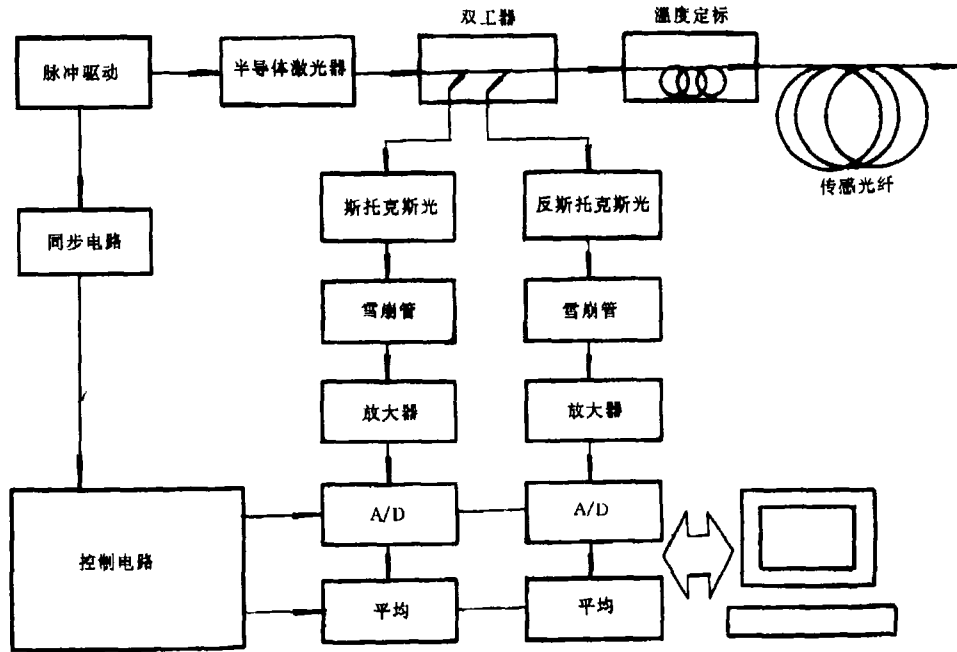 双工器
温度定标
脉冲驱动
半导体激光器
传感光纤
斯托克斯光
反斯托克斯光
同步电路
雪崩管
雪崩管
放大器
放大器
A/D
A/D
控制电路
平均
平均